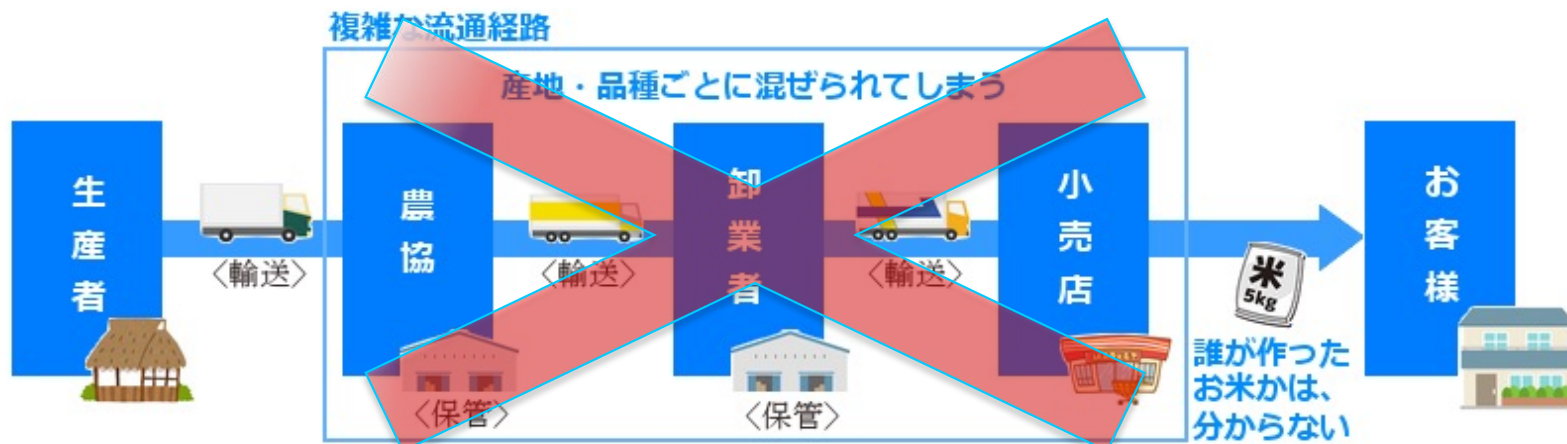 複雑な流通経路
産地・品種ごとに混ぜられてしまう
生産者
〈輸送〉
農協
〈保管〉
〈輸送〉
卸業者
〈保管〉
〈輸送〉
小売店
米
5kg
誰が作った
お米かは、
分からない
お客様